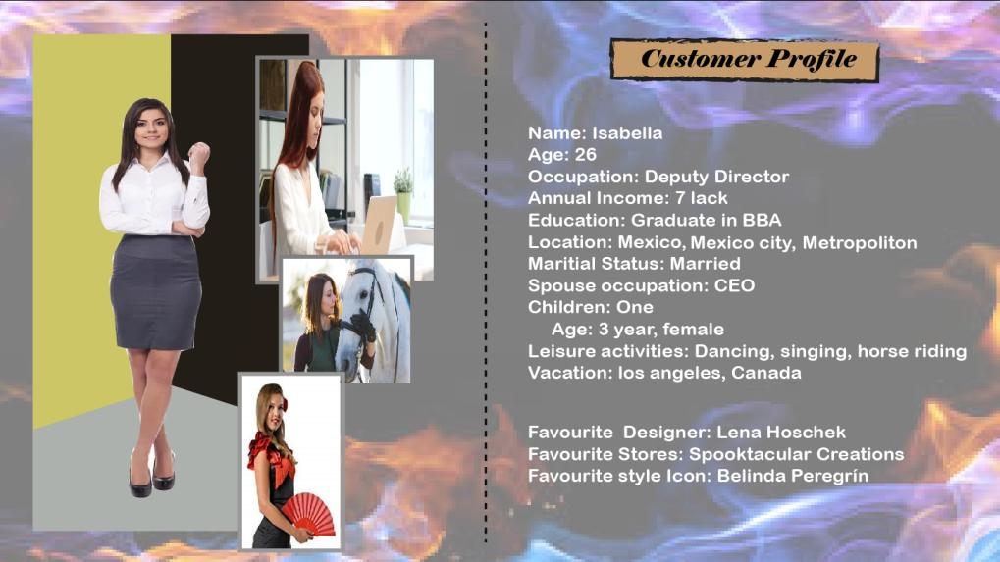 Customer Profile
Name: Isabella
Age: 26
Occupation: Deputy Director
Annual Income: 7 lack
Education: Graduate in BBA
Location: Mexico, Mexico city, Metropoliton
Maritial Status: Married
Spouse occupation: CEO
Children: One
Age: 3 year, female
Leisure activities: Dancing, singing, horse riding
Vacation: los angeles, Canada
Favourite Designer: Lena Hoschek
Favourite Stores: Spooktacular Creations
Favourite style Icon: Belinda Peregrín